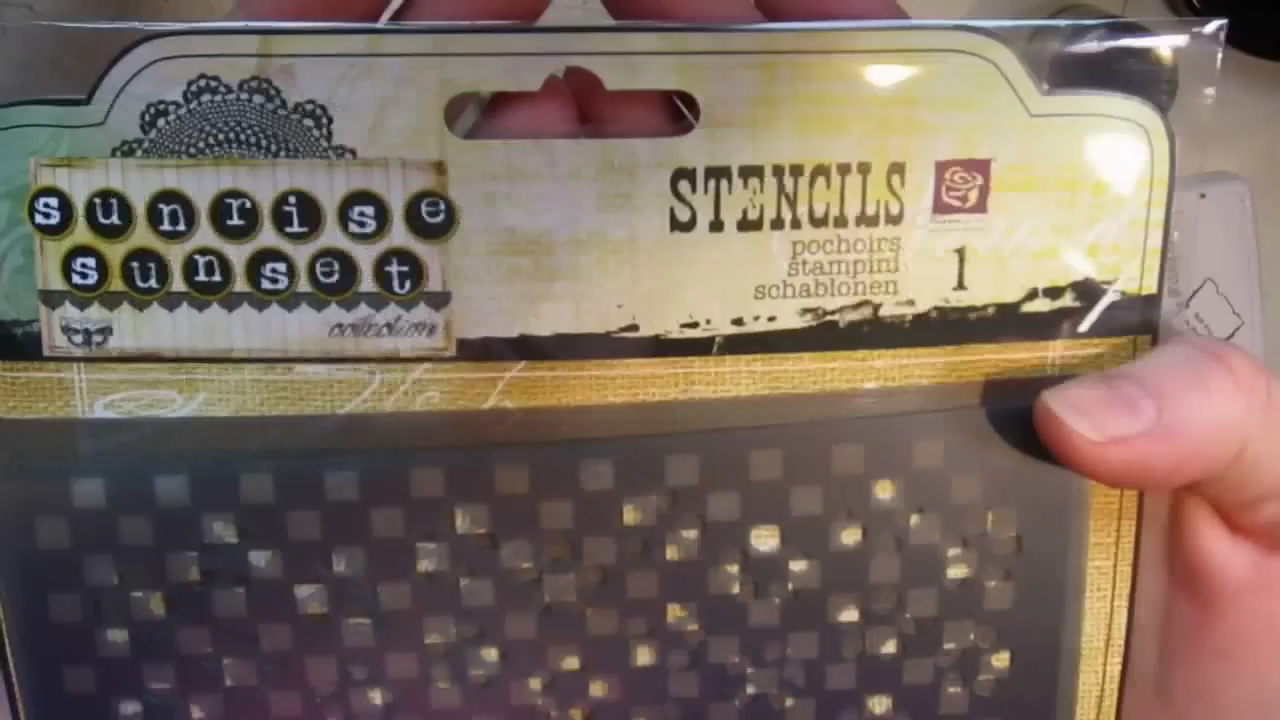 sunrise
sunset
collection
STENCILS
pochoirs
stampini
schablonen
1